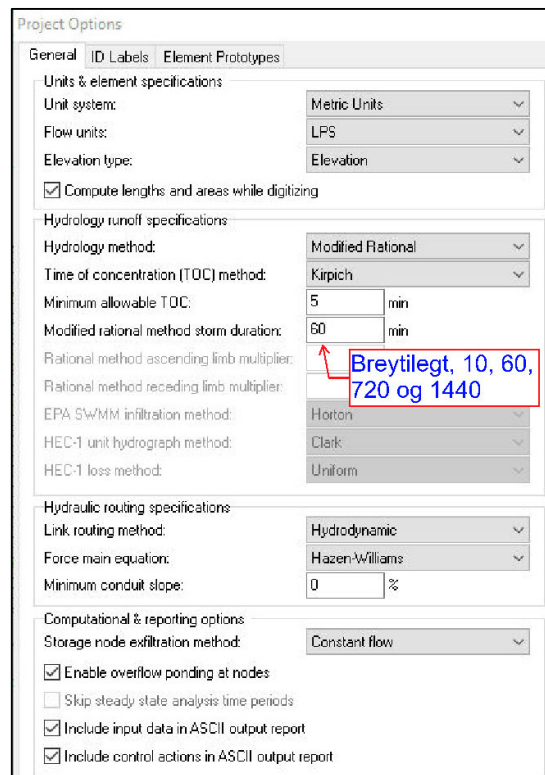 Project Options
General ID Labels Element Prototypes
Units & element specifications
Unit system: Metric Units
Flow units: LPS
Elevation type: Elevation
Compute lengths and areas while digitizing
Hydrology runoff specifications
Hydrology method: Modified Rational
Time of concentration (TOC) method: Kirpich
Minimum allowable TOC: 5 min
Modified rational method storm duration: 60 min
Rational method ascending limb multiplier:
Breytilegt, 10, 60,
Rational method receding limb multiplier:
720 og 1440
EPA SWMM infiltration method: Horton
HEC-1 unit hydrograph method: Clark
HEC-1 loss method: Uniform
Hydraulic routing specifications
Link routing method: Hydrodynamic
Force main equation: Hazen-Williams
Minimum conduit slope: 0 %
Computational & reporting options
Storage node exfiltration method: Constant flow
Enable overflow ponding at nodes
Skip steady state analysis time periods
Include input data in ASCII output report
Include control actions in ASCII output report